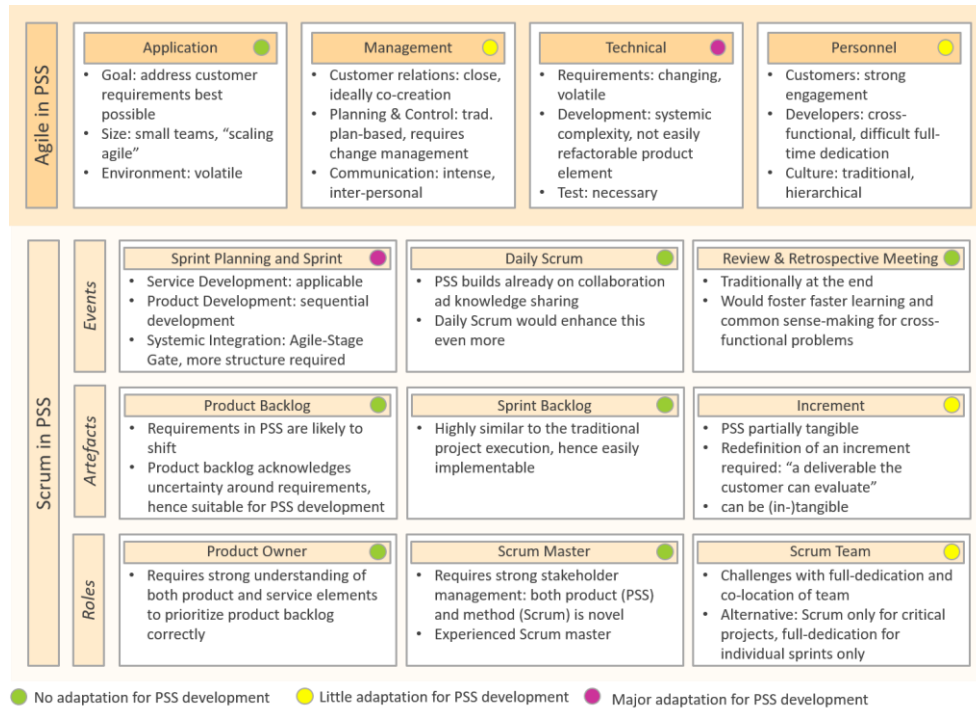 Agile in PSS
Application
• Goal: address customer
requirements best
possible
• Size: small teams, “scaling
agile”
• Environment: volatile
Management
• Customer relations: close,
ideally co-creation
• Planning & Control: trad.
plan-based, requires
change management
• Communication: intense,
inter-personal
Technical
• Requirements: changing,
volatile
• Development: systemic
complexity, not easily
refactorable product
element
• Test: necessary
Personnel
• Customers: strong
engagement
• Developers: cross-
functional, difficult full-
time dedication
• Culture: traditional,
hierarchical
Scrum in PSS
Events
Sprint Planning and Sprint
• Service Development: applicable
• Product Development: sequential
development
• Systemic Integration: Agile-Stage
Gate, more structure required
Daily Scrum
• PSS builds already on collaboration
ad knowledge sharing
• Daily Scrum would enhance this
even more
Review & Retrospective Meeting
• Traditionally at the end
• Would foster faster learning and
common sense-making for cross-
functional problems
Artefacts
Product Backlog
• Requirements in PSS are likely to
shift
• Product backlog acknowledges
uncertainty around requirements,
hence suitable for PSS development
Sprint Backlog
• Highly similar to the traditional
project execution, hence easily
implementable
Increment
• PSS partially tangible
• Redefinition of an increment
required: “a deliverable the
customer can evaluate”
• can be (in-)tangible
Roles
Product Owner
• Requires strong understanding of
both product and service elements
to prioritize product backlog
correctly
Scrum Master
• Requires strong stakeholder
management: both product (PSS)
and method (Scrum) is novel
• Experienced Scrum master
Scrum Team
• Challenges with full-dedication and
co-location of team
• Alternative: Scrum only for critical
projects, full-dedication for
individual sprints only
No adaptation for PSS development
Little adaptation for PSS development
Major adaptation for PSS development